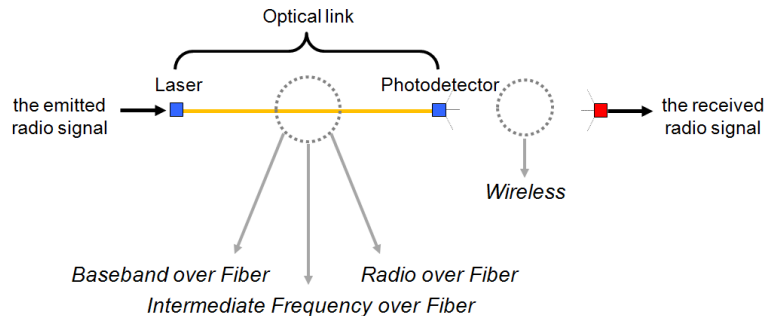 Optical link
Laser
Photodetector
the emitted
radio signal
the received
radio signal
Wireless
Baseband over Fiber
Radio over Fiber
Intermediate Frequency over Fiber